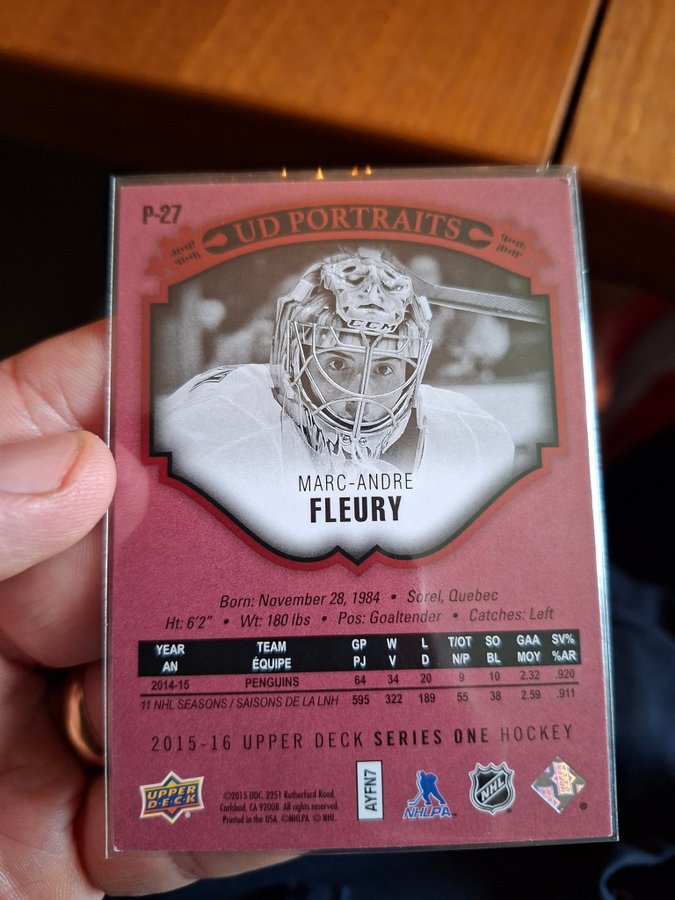 P-27
UD PORTRAITS
CCM
MARC-ANDRE
FLEURY
Born: November 28, 1984 • Sorel, Quebec
Ht: 6'2" • Wt: 180 lbs • Pos: Goaltender • Catches: Left
YEAR TEAM GP W L T/OT SO GAA SV%
AN ÉQUIPE PJ V D N/P BL MOY %AR
2014-15 PENGUINS 64 34 20 9 10 2.32 .920
11 NHL SEASONS / SAISONS DE LA LNH 595 322 189 55 38 2.59 .911
2015-16 UPPER DECK SERIES ONE HOCKEY
UPPER DECK
©2015 UDC. 2251 Rutherford Road,
Carlsbad, CA 92008. All rights reserved.
Printed in the USA. ©NHLPA. © NHL.
AYFN7
NHLPA
NHL
®